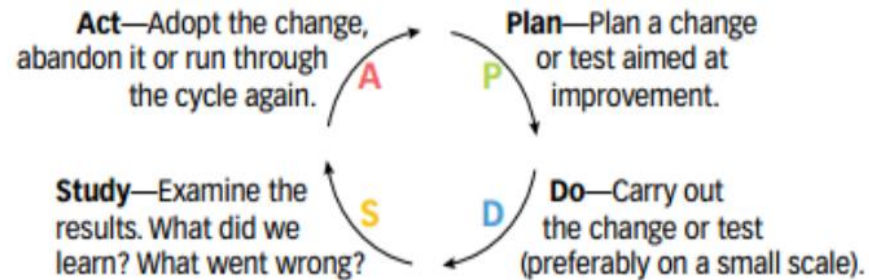 Plan—Plan a change
or test aimed at
improvement.
P
Do—Carry out
the change or test
(preferably on a small scale).
D
Study—Examine the
results. What did we
learn? What went wrong?
S
Act—Adopt the change,
abandon it or run through
the cycle again.
A